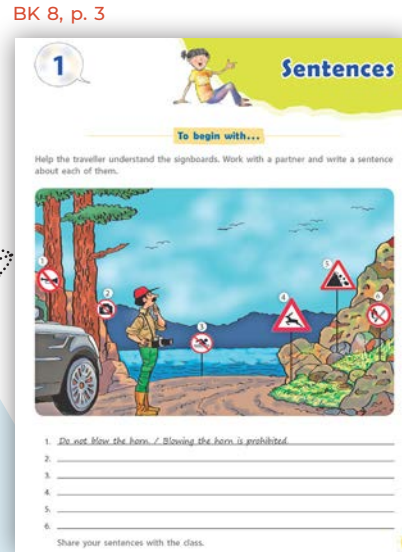 BK 8, p. 3
1
Sentences
To begin with...
Help the traveller understand the signboards. Work with a partner and write a sentence
about each of them.
1
2
3
4
5
6
1. Do not blow the horn. / Blowing the horn is prohibited.
2.
3.
4.
5.
6.
Share your sentences with the class.